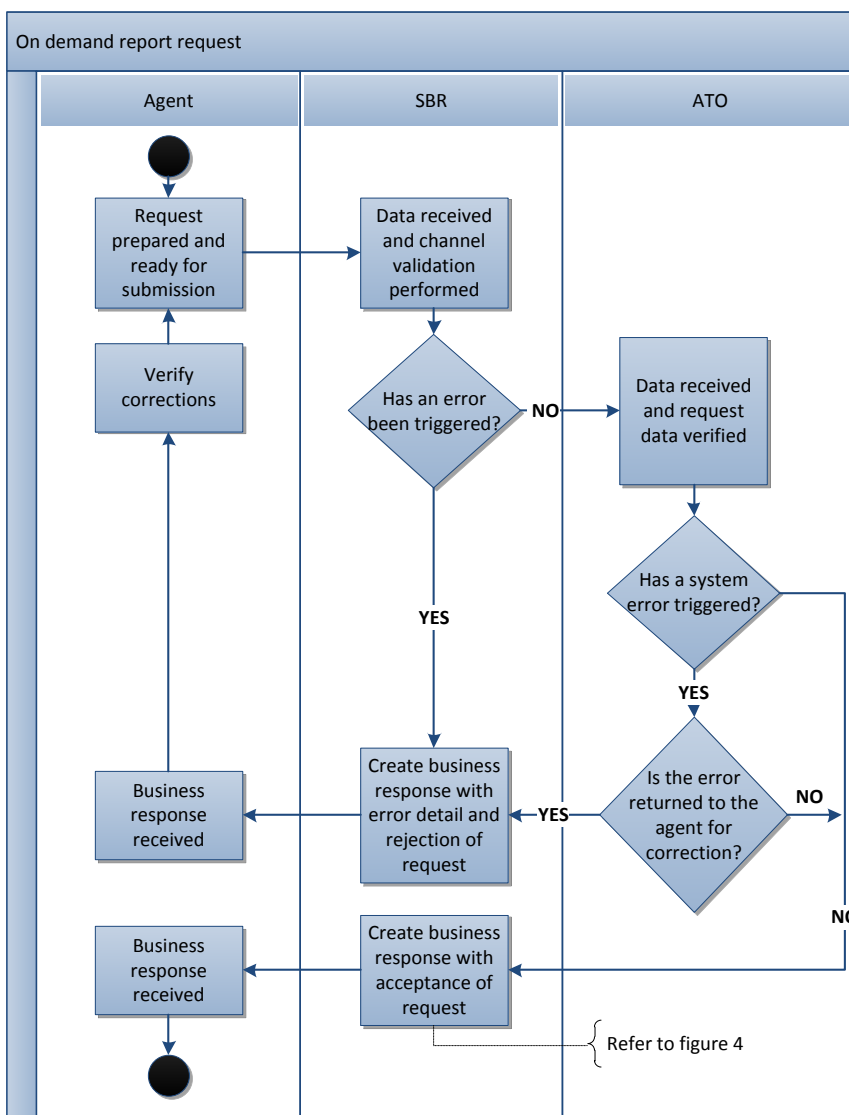 On demand report request
Agent
SBR
ATO
Request
prepared and
ready for
submission
Data received
and channel
validation
performed
Verify
corrections
Has an error
been triggered?
NO
Data received
and request
data verified
Has a system
error triggered?
YES
YES
Business
response
received
Create business
response with
error detail and
rejection of
request
YES
Is the error
returned to the
agent for
correction?
NO
NO
Business
response
received
Create business
response with
acceptance of
request
Refer to figure 4